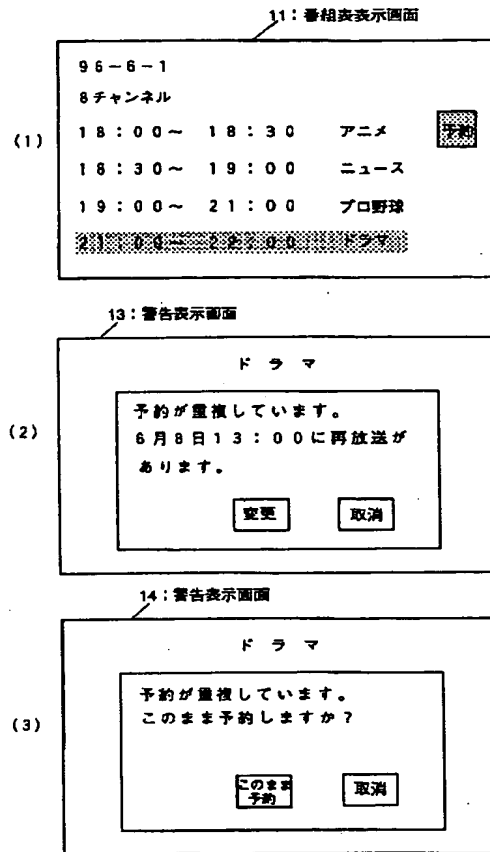 11：番組表表示画面
(1)
96-6-1
8チャンネル
18：00～ 18：30 アニメ 予約
18：30～ 19：00 ニュース
19：00～ 21：00 プロ野球
21：00～ 22：00 ドラマ
13：警告表示画面
(2)
ドラマ
予約が重複しています。
6月8日13：00に再放送が
あります。
変更 取消
14：警告表示画面
(3)
ドラマ
予約が重複しています。
このまま予約しますか？
このまま
予約
取消